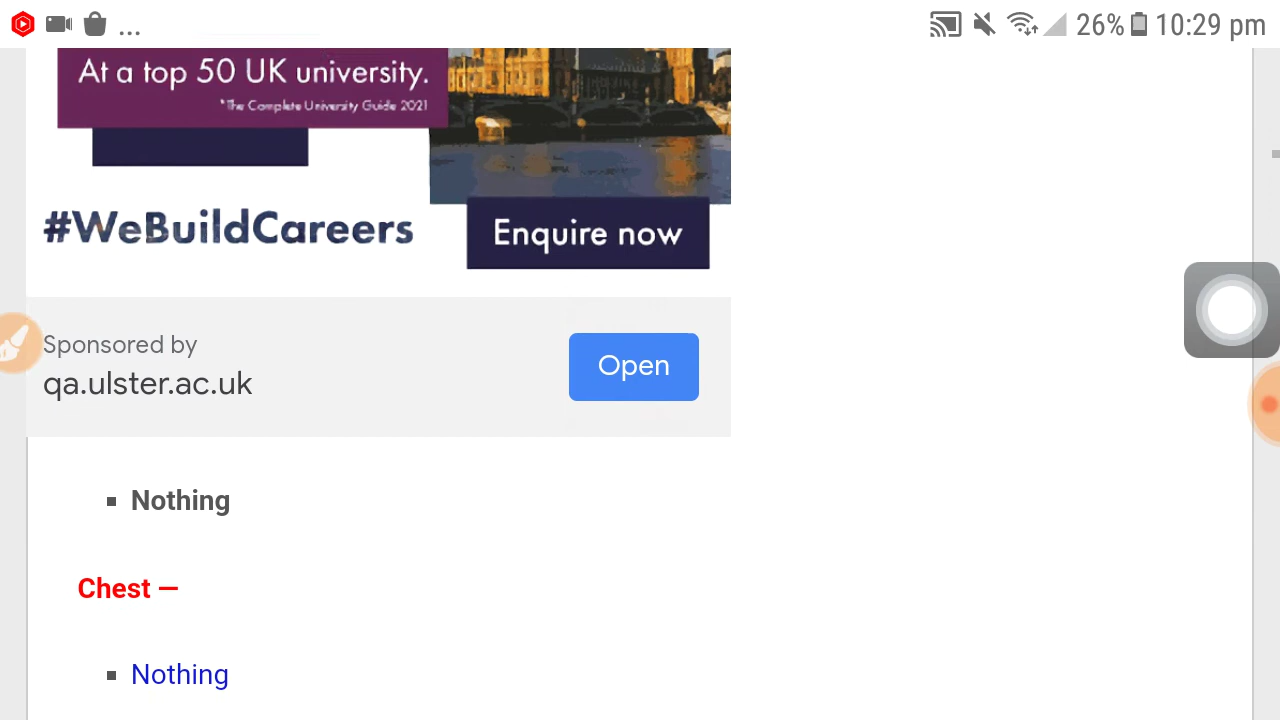 ... 26% 10:29 pm
At a top 50 UK university.
*The Complete University Guide 2021
#WeBuildCareers
Enquire now
Sponsored by
qa.ulster.ac.uk
Open
▪ Nothing
Chest —
▪ Nothing